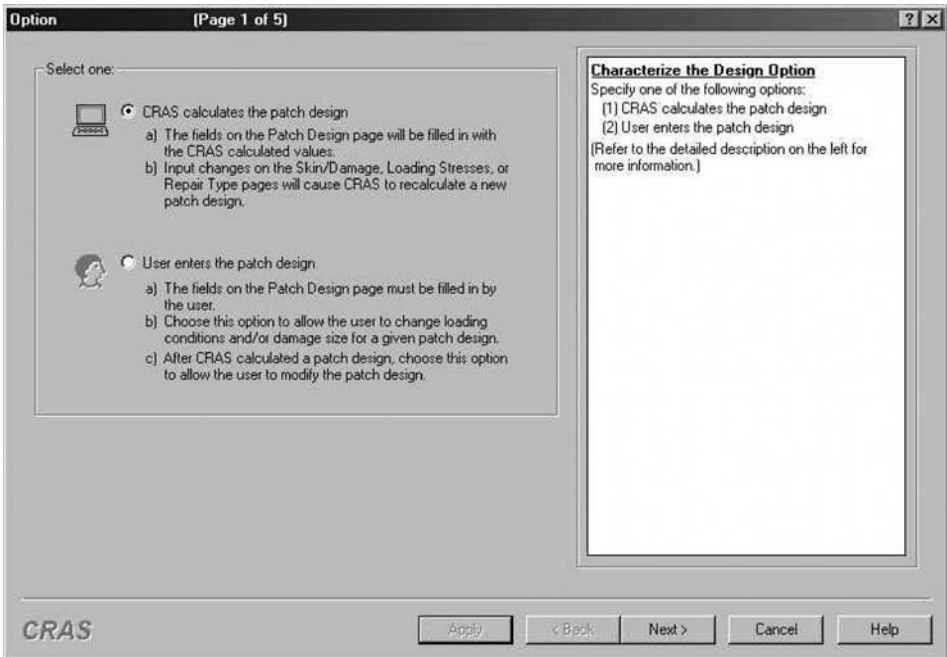 Option (Page 1 of 5)
Select one:
CRAS calculates the patch design
a) The fields on the Patch Design page will be filled in with
the CRAS calculated values.
b) Input changes on the Skin/Damage, Loading Stresses, or
Repair Type pages will cause CRAS to recalculate a new
patch design.
User enters the patch design
a) The fields on the Patch Design page must be filled in by
the user.
b) Choose this option to allow the user to change loading
conditions and/or damage size for a given patch design.
c) After CRAS calculated a patch design, choose this option
to allow the user to modify the patch design.
Characterize the Design Option
Specify one of the following options:
(1) CRAS calculates the patch design
(2) User enters the patch design
(Refer to the detailed description on the left for
more information.)
CRAS
Apply
< Back
Next >
Cancel
Help